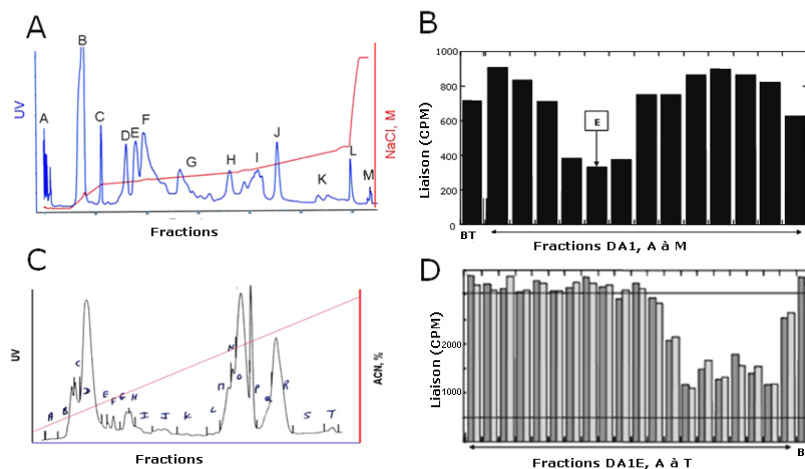 A
UV
A
B
C
D
E
F
G
H
I
J
K
L
M
NaCl, M
Fractions
B
Liaison (CPM)
1000
800
600
400
200
0
E
BT
Fractions DA1, A à M
C
UV
A
B
C
D
E
F
G
H
I
J
K
L
M
N
O
P
Q
R
S
T
ACN, %
Fractions
D
Liaison (CPM)
2000
1000
Fractions DA1E, A à T
B